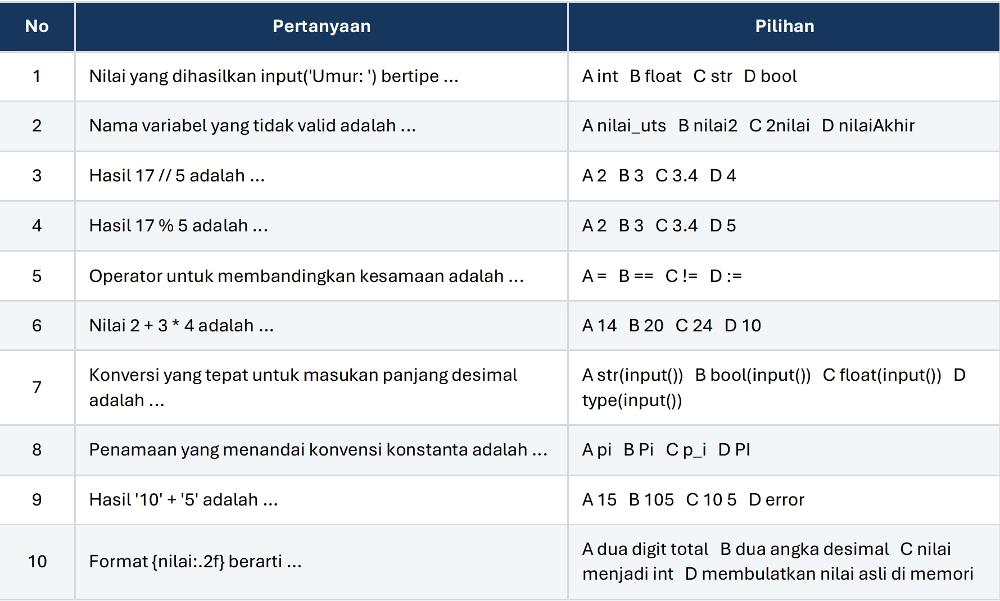 No Pertanyaan Pilihan
1 Nilai yang dihasilkan input('Umur: ') bertipe ... A int B float C str D bool
2 Nama variabel yang tidak valid adalah ... A nilai_uts B nilai2 C 2nilai D nilaiAkhir
3 Hasil 17 // 5 adalah ... A 2 B 3 C 3.4 D 4
4 Hasil 17 % 5 adalah ... A 2 B 3 C 3.4 D 5
5 Operator untuk membandingkan kesamaan adalah ... A = B == C != D :=
6 Nilai 2 + 3 * 4 adalah ... A 14 B 20 C 24 D 10
7 Konversi yang tepat untuk masukan panjang desimal
adalah ...
A str(input()) B bool(input()) C float(input()) D
type(input())
8 Penamaan yang menandai konvensi konstanta adalah ... A pi B Pi C p_i D PI
9 Hasil '10' + '5' adalah ... A 15 B 105 C 10 5 D error
10 Format {nilai:.2f} berarti ...
A dua digit total B dua angka desimal C nilai
menjadi int D membulatkan nilai asli di memori